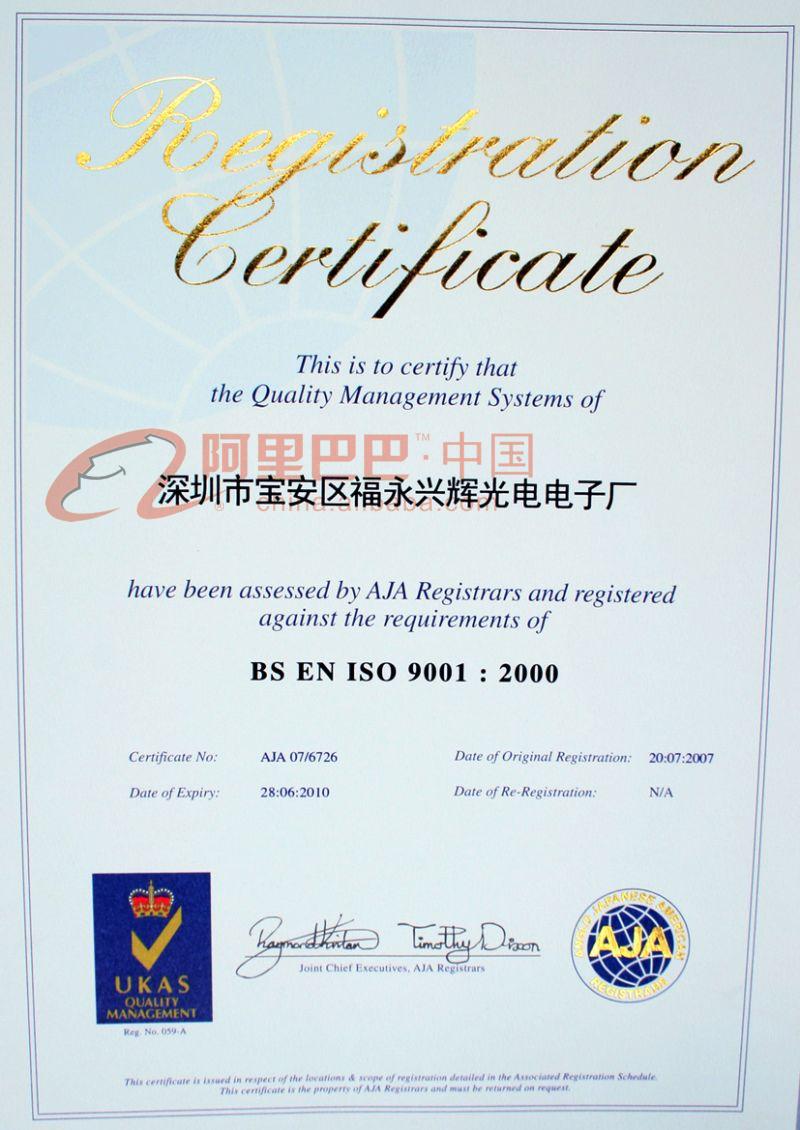 Registration
Certificate
This is to certify that
the Quality Management Systems of
阿里巴巴™·中国
深圳市宝安区福永兴辉光电电子厂
china.alibaba.com
have been assessed by AJA Registrars and registered
against the requirements of
BS EN ISO 9001 : 2000
Certificate No: AJA 07/6726 Date of Original Registration: 20:07:2007
Date of Expiry: 28:06:2010 Date of Re-Registration: N/A
UKAS
QUALITY
MANAGEMENT
Reg. No. 059-A
Timothy Dixon
Joint Chief Executives, AJA Registrars
ANGLO JAPANESE AMERICAN
AJA
REGISTRARS
This certificate is issued in respect of the locations & scope of registration detailed in the Associated Registration Schedule.
This certificate is the property of AJA Registrars and must be returned on request.